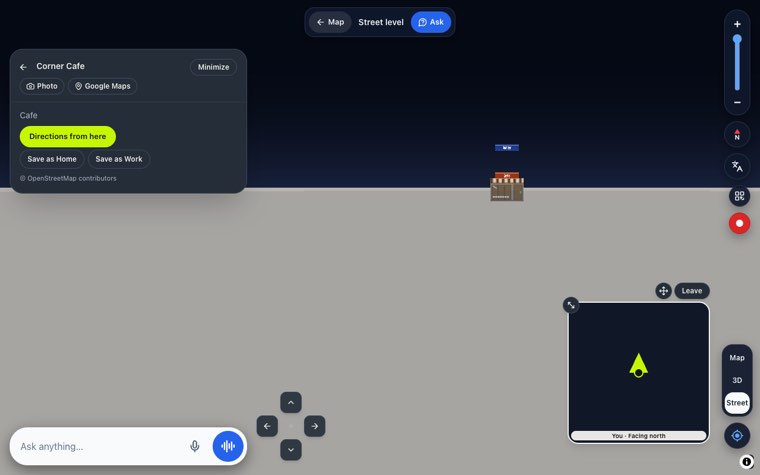 Map
Street level
Ask
Corner Cafe
Minimize
Photo
Google Maps
Cafe
Directions from here
Save as Home
Save as Work
© OpenStreetMap contributors
N
Leave
You · Facing north
Map
3D
Street
Ask anything...